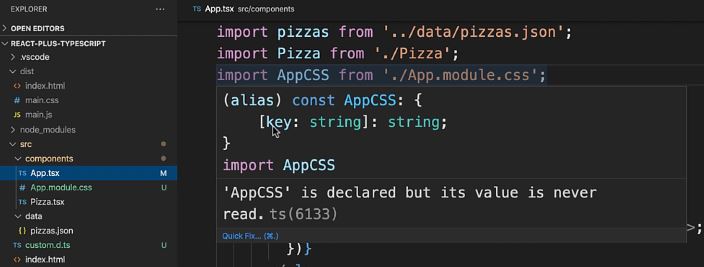 EXPLORER
...
App.tsx src/components
OPEN EDITORS
REACT-PLUS-TYPESCRIPT
.vscode
dist
<> index.html
# main.css
JS main.js
node_modules
src
components
TS App.tsx M
# App.module.css U
TS Pizza.tsx
data
{} pizzas.json
TS custom.d.ts U
<> index.html
import pizzas from '../data/pizzas.json';
import Pizza from './Pizza';
import AppCSS from './App.module.css';
(alias) const AppCSS: {
[key: string]: string;
}
import AppCSS
'AppCSS' is declared but its value is never
read. ts(6133)
Quick Fix... (⌘.)
>;
})}